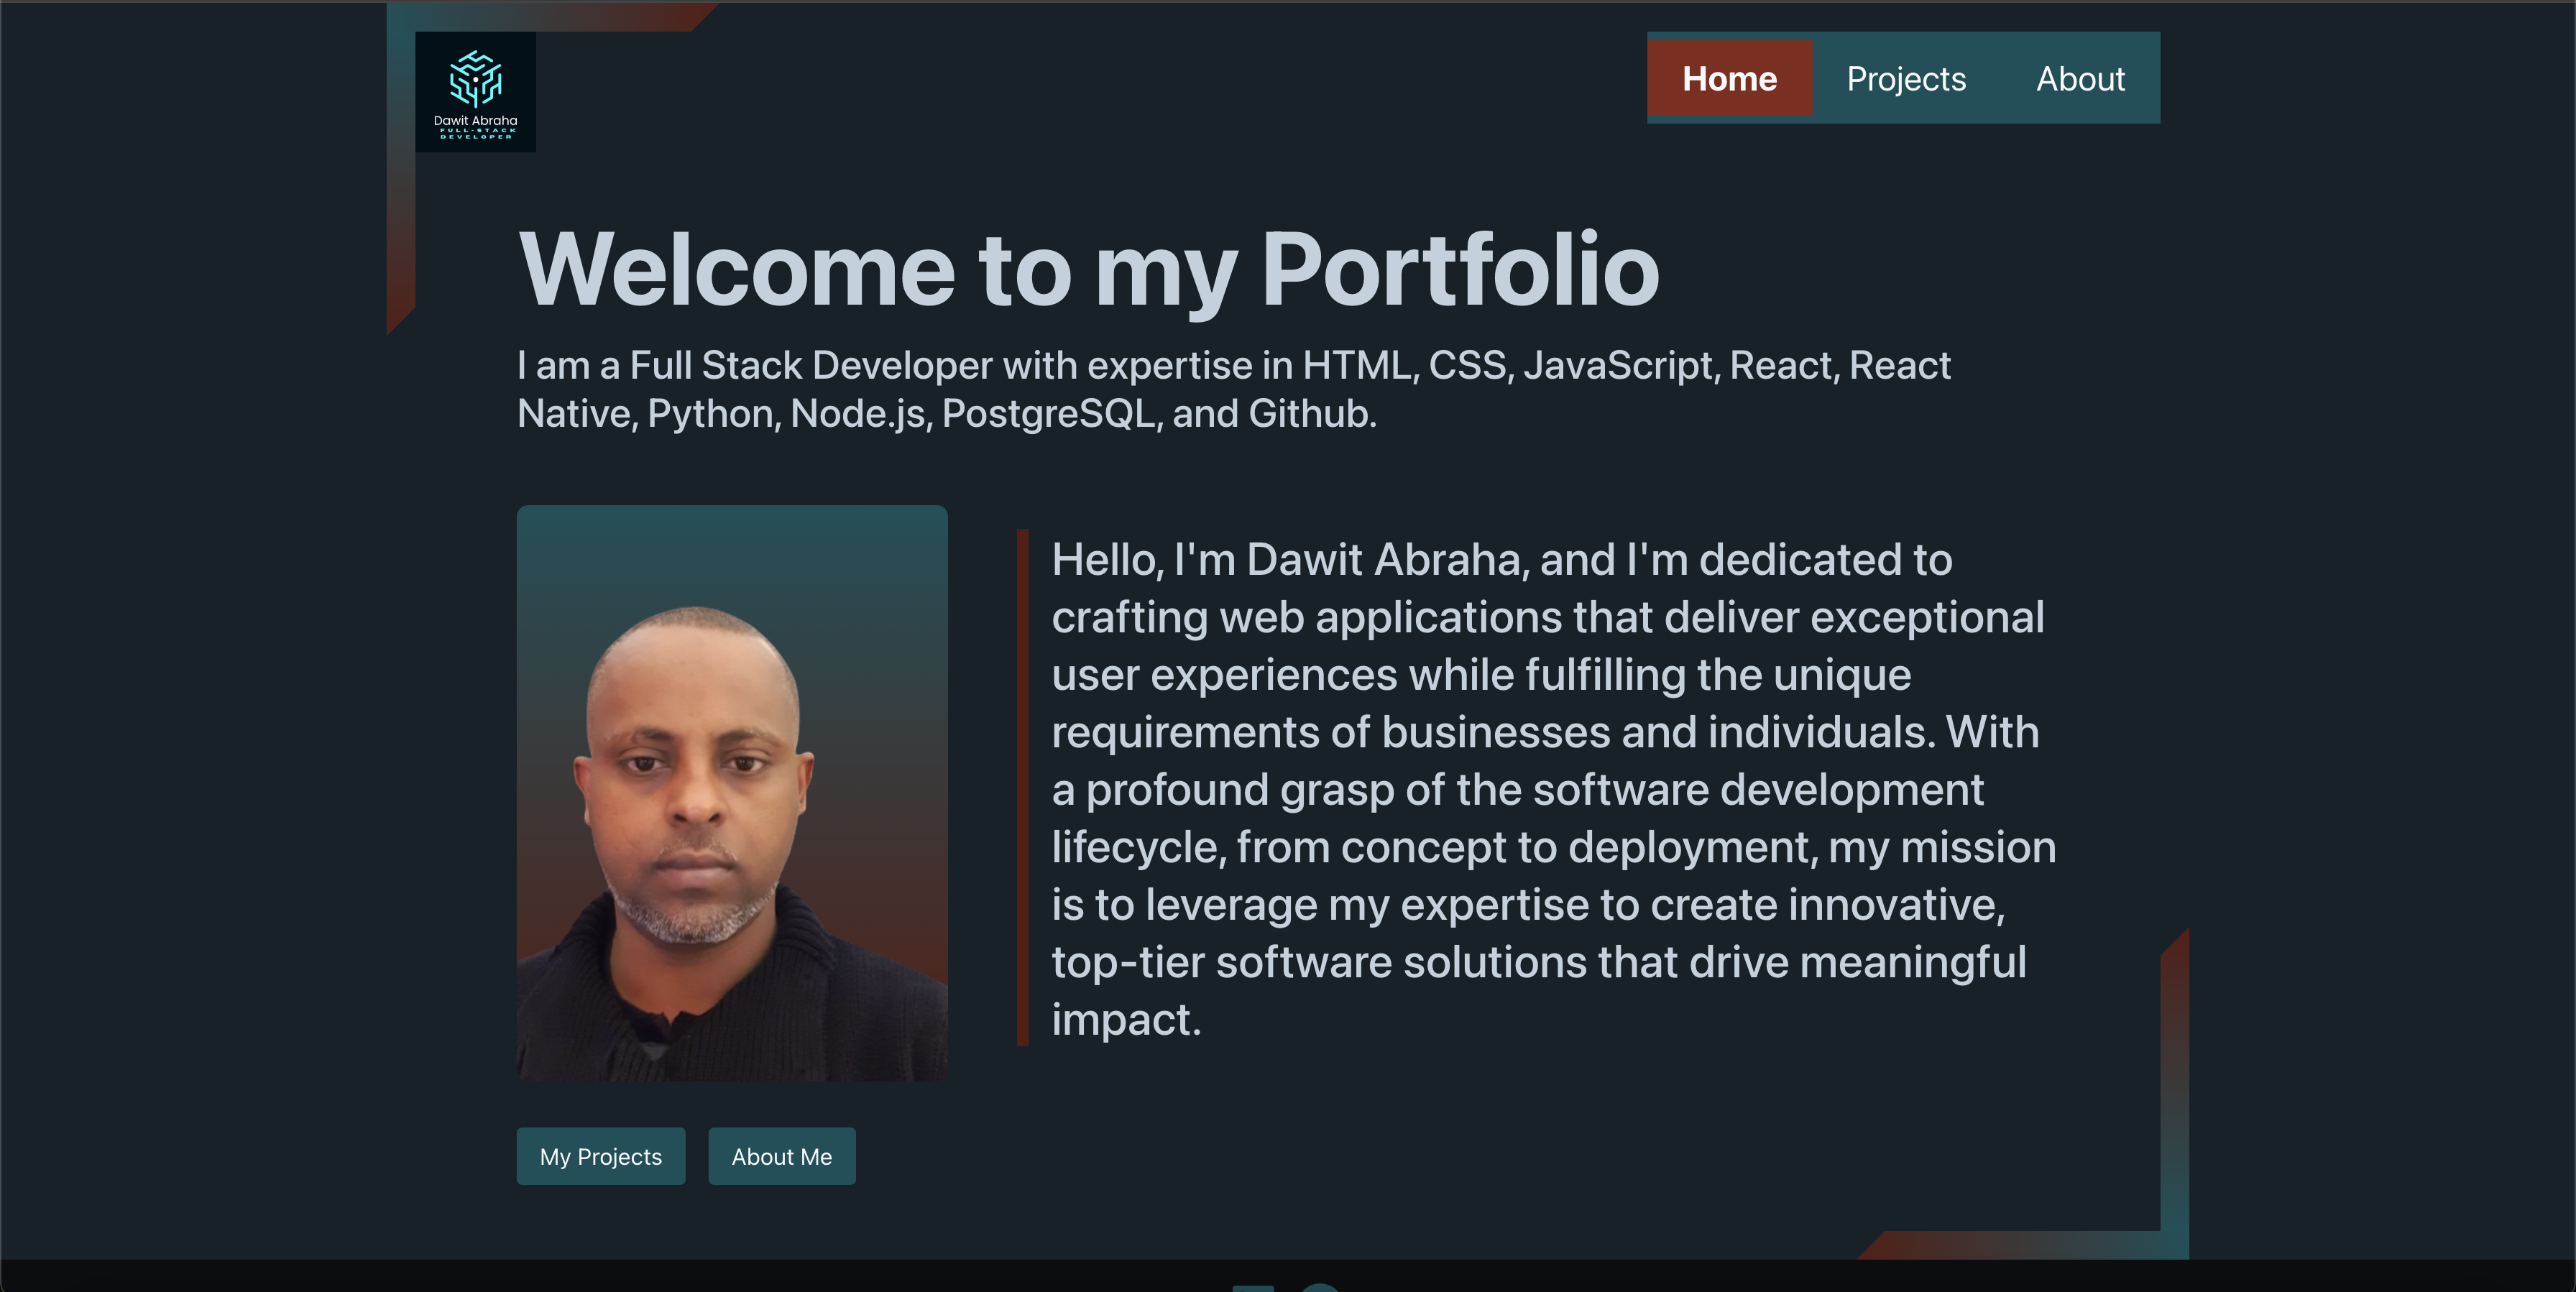 Dawit Abraha
FULL-STACK
DEVELOPER
Home Projects About
Welcome to my Portfolio
I am a Full Stack Developer with expertise in HTML, CSS, JavaScript, React, React
Native, Python, Node.js, PostgreSQL, and Github.
Hello, I'm Dawit Abraha, and I'm dedicated to
crafting web applications that deliver exceptional
user experiences while fulfilling the unique
requirements of businesses and individuals. With
a profound grasp of the software development
lifecycle, from concept to deployment, my mission
is to leverage my expertise to create innovative,
top-tier software solutions that drive meaningful
impact.
My Projects About Me